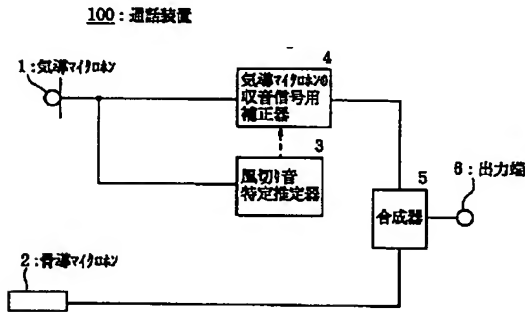 100：通話装置
1：気導マイクロホン
4
気導マイクロホンの
収音信号用
補正器
3
風切り音
特定推定器
5
合成器
6：出力端
2：骨導マイクロホン